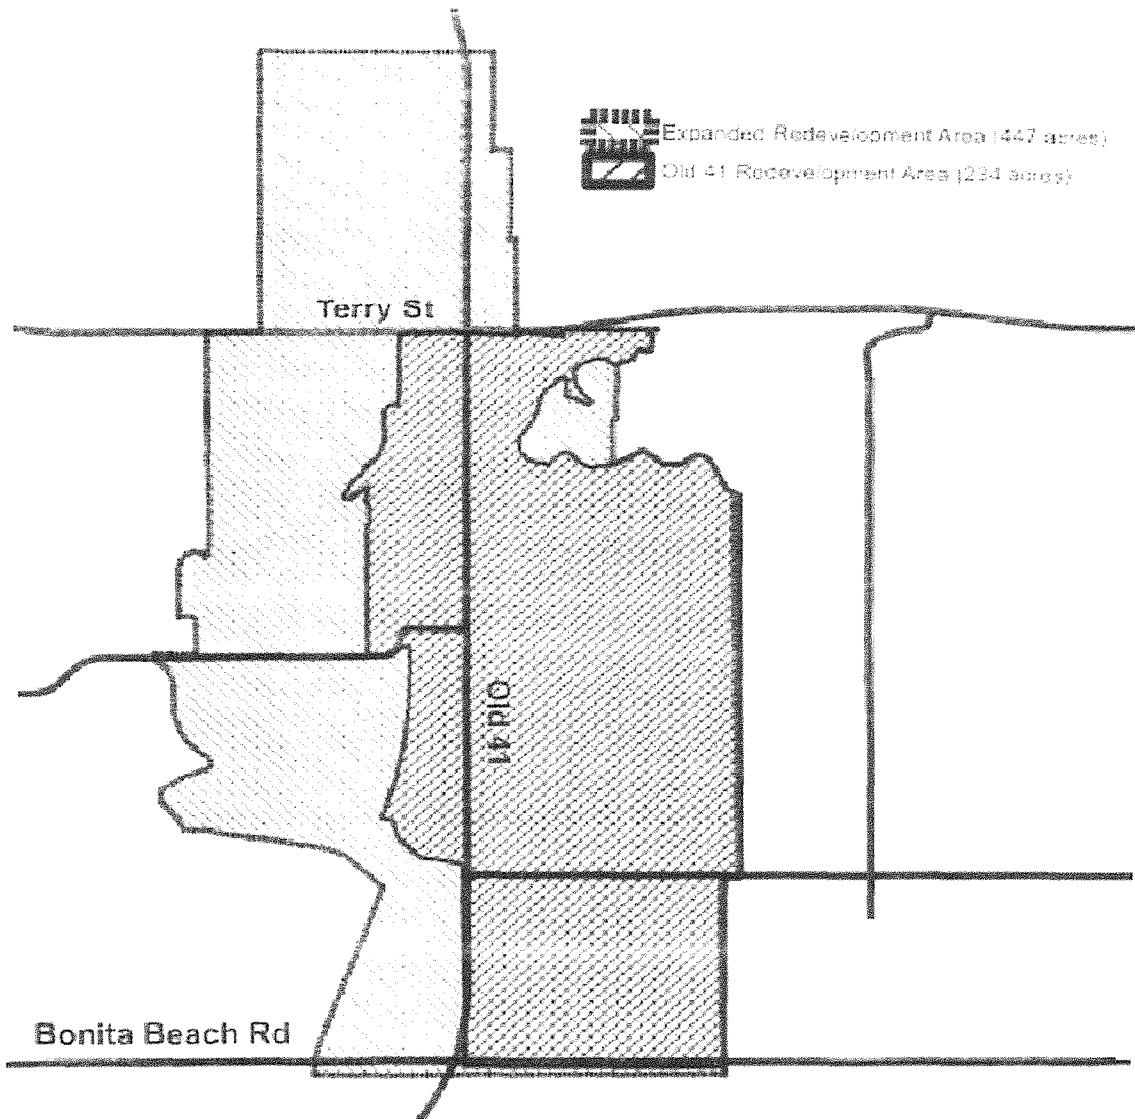 Expanded Redevelopment Area (447 acres)
Old 41 Redevelopment Area (234 acres)
Terry St
Old 41
Bonita Beach Rd